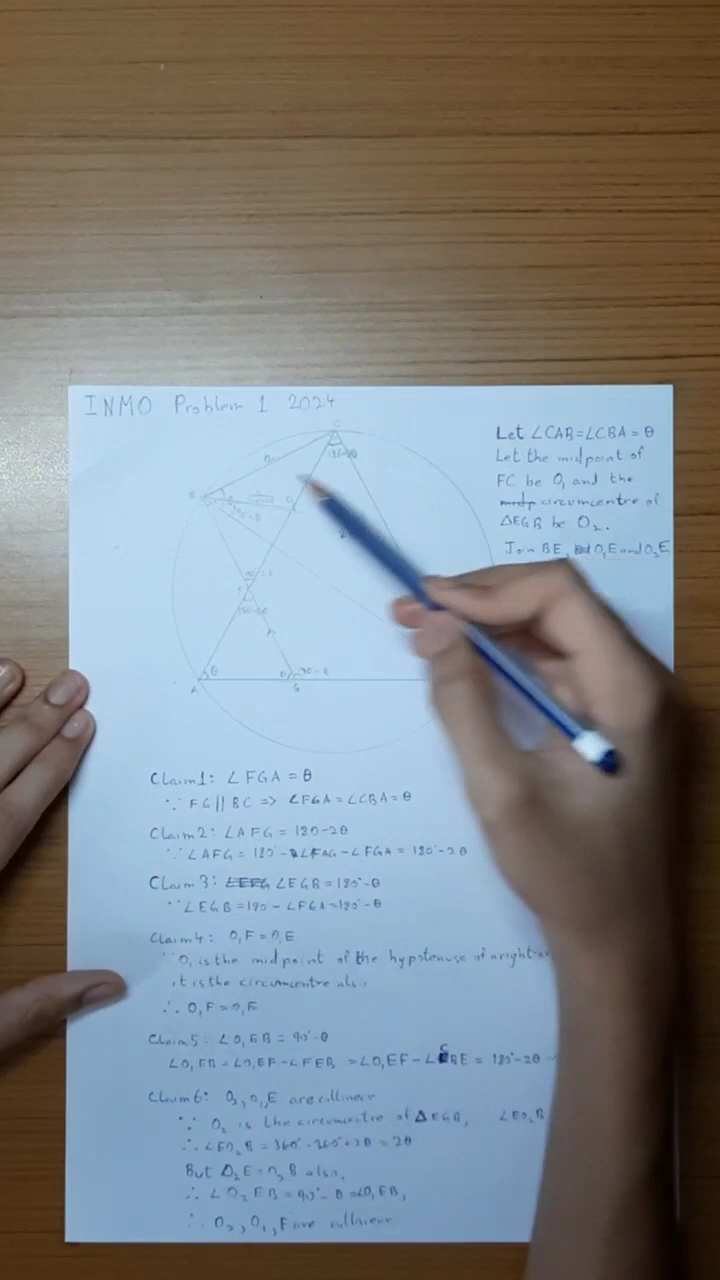 INMO Problem 1 2024
Let ∠CAB=∠CBA = θ
Let the midpoint of
FC be O, and the
circumcentre of
△EGB be O₂.
Join BE, O₁E and O₂E
A
G
θ
Claim1: ∠FGA = θ
∵ FG || BC => ∠FGA = ∠CBA = θ
Claim2: ∠AFG = 180-2θ
∵ ∠AFG = 180°-∠FAG-∠FGA = 180°-2θ
Claim3: ∠EGB = 180°-θ
∵ ∠EGB = 180-∠FGA = 180°-θ
Claim4: O₁F = O₁E
O₁ is the midpoint of the hypotenuse of a right
it is the circumcentre also
∴ O₁F = O₁E
Claim5: ∠O₁EB = 90°-θ
∠O₁EB = ∠O₁EF-∠FEB = ∠O₁EF-∠CBE = 180°-2θ
Claim6: O₂,O₁,E are collinear
∵ O₂ is the circumcentre of △EGB, ∠EO₂B
∴ ∠EO₂B = 360°-360°+2θ = 2θ
But O₂E = O₂B also,
∴ ∠O₂EB = 90°-θ = ∠O₁EB,
∴ O₂,O₁,E are collinear